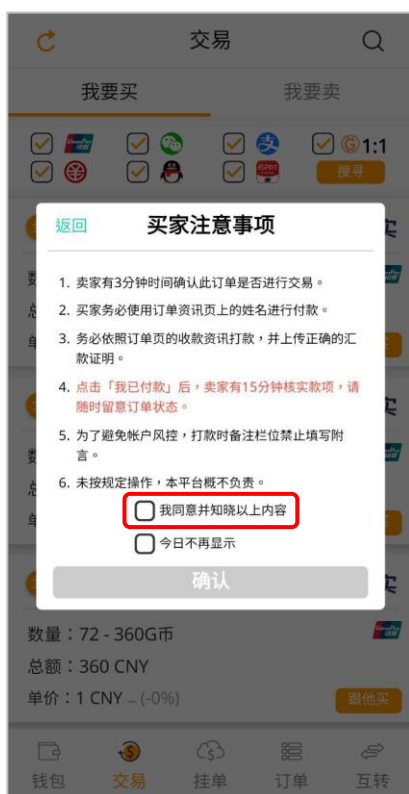 交易
我要买 我要卖
1:1
搜寻
返回 买家注意事项
1. 卖家有3分钟时间确认此订单是否进行交易。
2. 买家务必使用订单资讯页上的姓名进行付款。
3. 务必依照订单页的收款资讯打款，并上传正确的汇
款证明。
4. 点击「我已付款」后，卖家有15分钟核实款项，请
随时留意订单状态。
5. 为了避免帐户风控，打款时备注栏位禁止填写附
言。
6. 未按规定操作，本平台概不负责。
我同意并知晓以上内容
今日不再显示
确认
数量：72 - 360G币
总额：360 CNY
单价：1 CNY – (-0%)
跟他买
钱包 交易 挂单 订单 互转